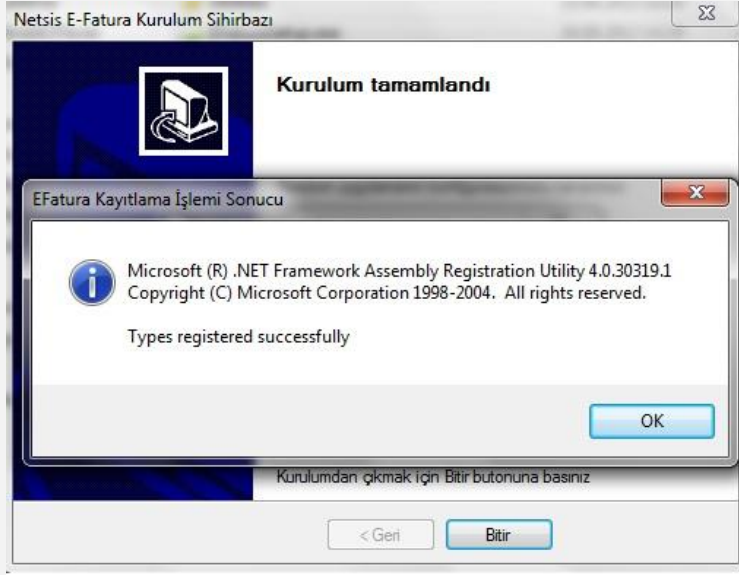 Netsis E-Fatura Kurulum Sihirbazı
Kurulum tamamlandı
EFatura Kayıtlama İşlemi Sonucu
Microsoft (R) .NET Framework Assembly Registration Utility 4.0.30319.1
Copyright (C) Microsoft Corporation 1998-2004.  All rights reserved.
Types registered successfully
OK
Kurulumdan çıkmak için Bitir butonuna basınız
< Geri
Bitir